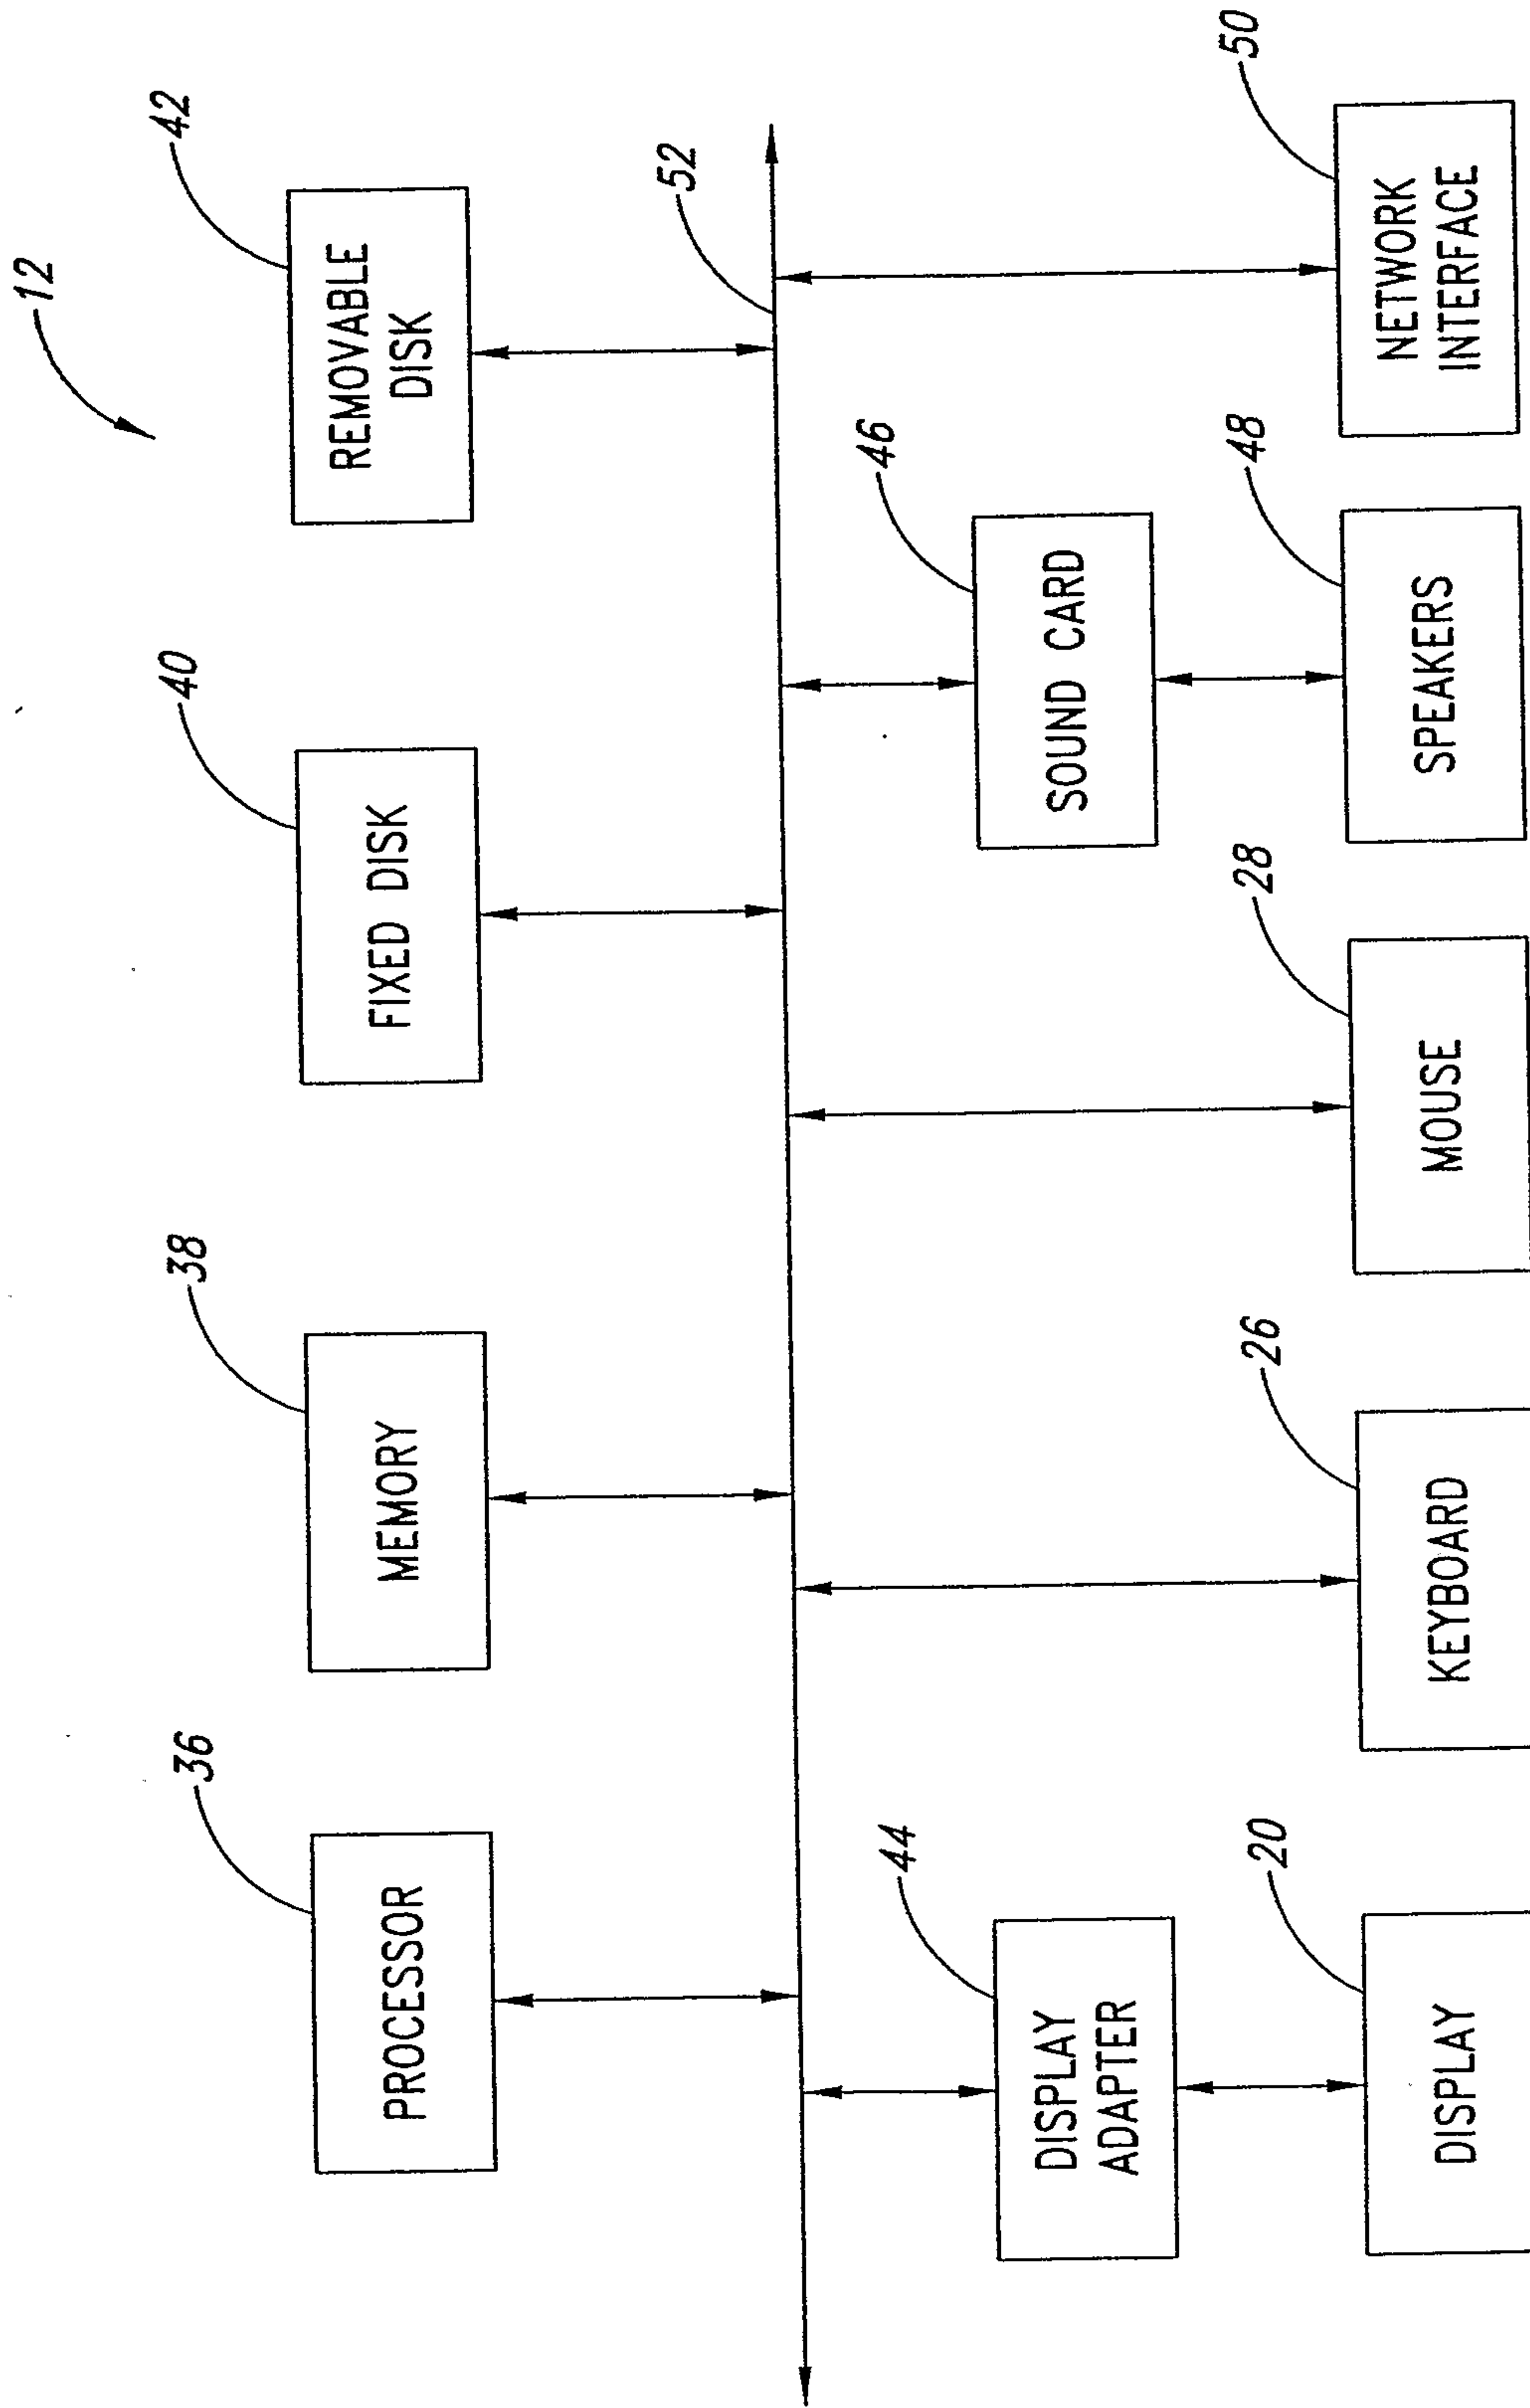 12
36
38
40
42
PROCESSOR
MEMORY
FIXED DISK
REMOVABLE
DISK
52
44
46
DISPLAY
ADAPTER
SOUND CARD
20
26
28
48
50
DISPLAY
KEYBOARD
MOUSE
SPEAKERS
NETWORK
INTERFACE